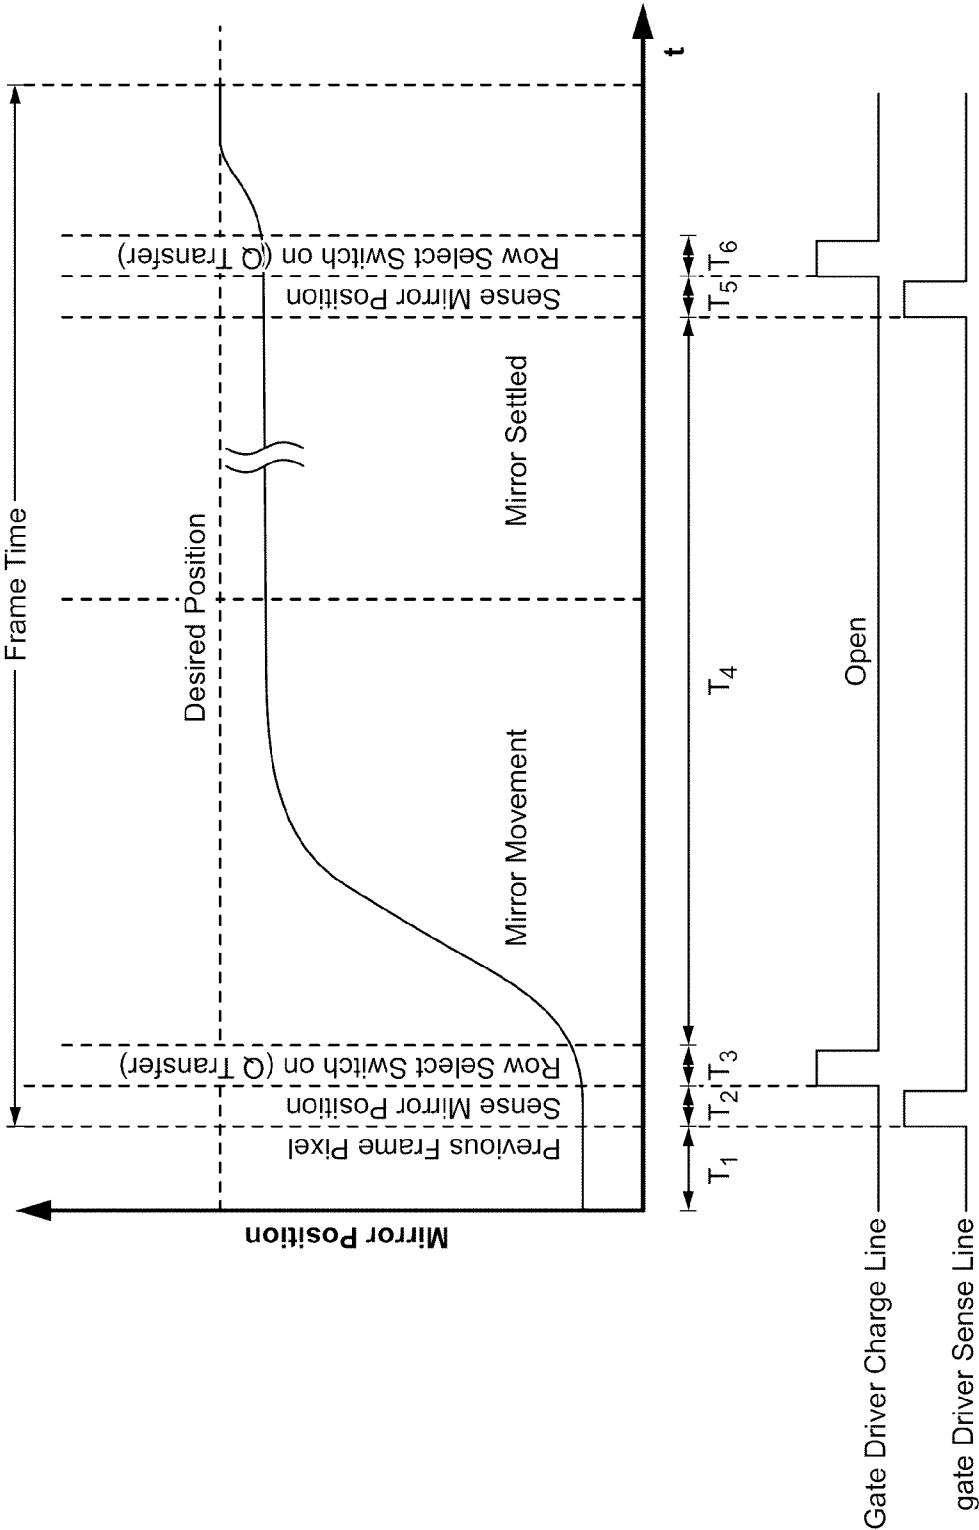 Frame Time
Desired Position
Mirror Position
Previous Frame Pixel
Sense Mirror Position
Row Select Switch on (Q Transfer)
Mirror Movement
Mirror Settled
Sense Mirror Position
Row Select Switch on (Q Transfer)
t
T1
T2
T3
T4
T5
T6
Open
Gate Driver Charge Line
gate Driver Sense Line